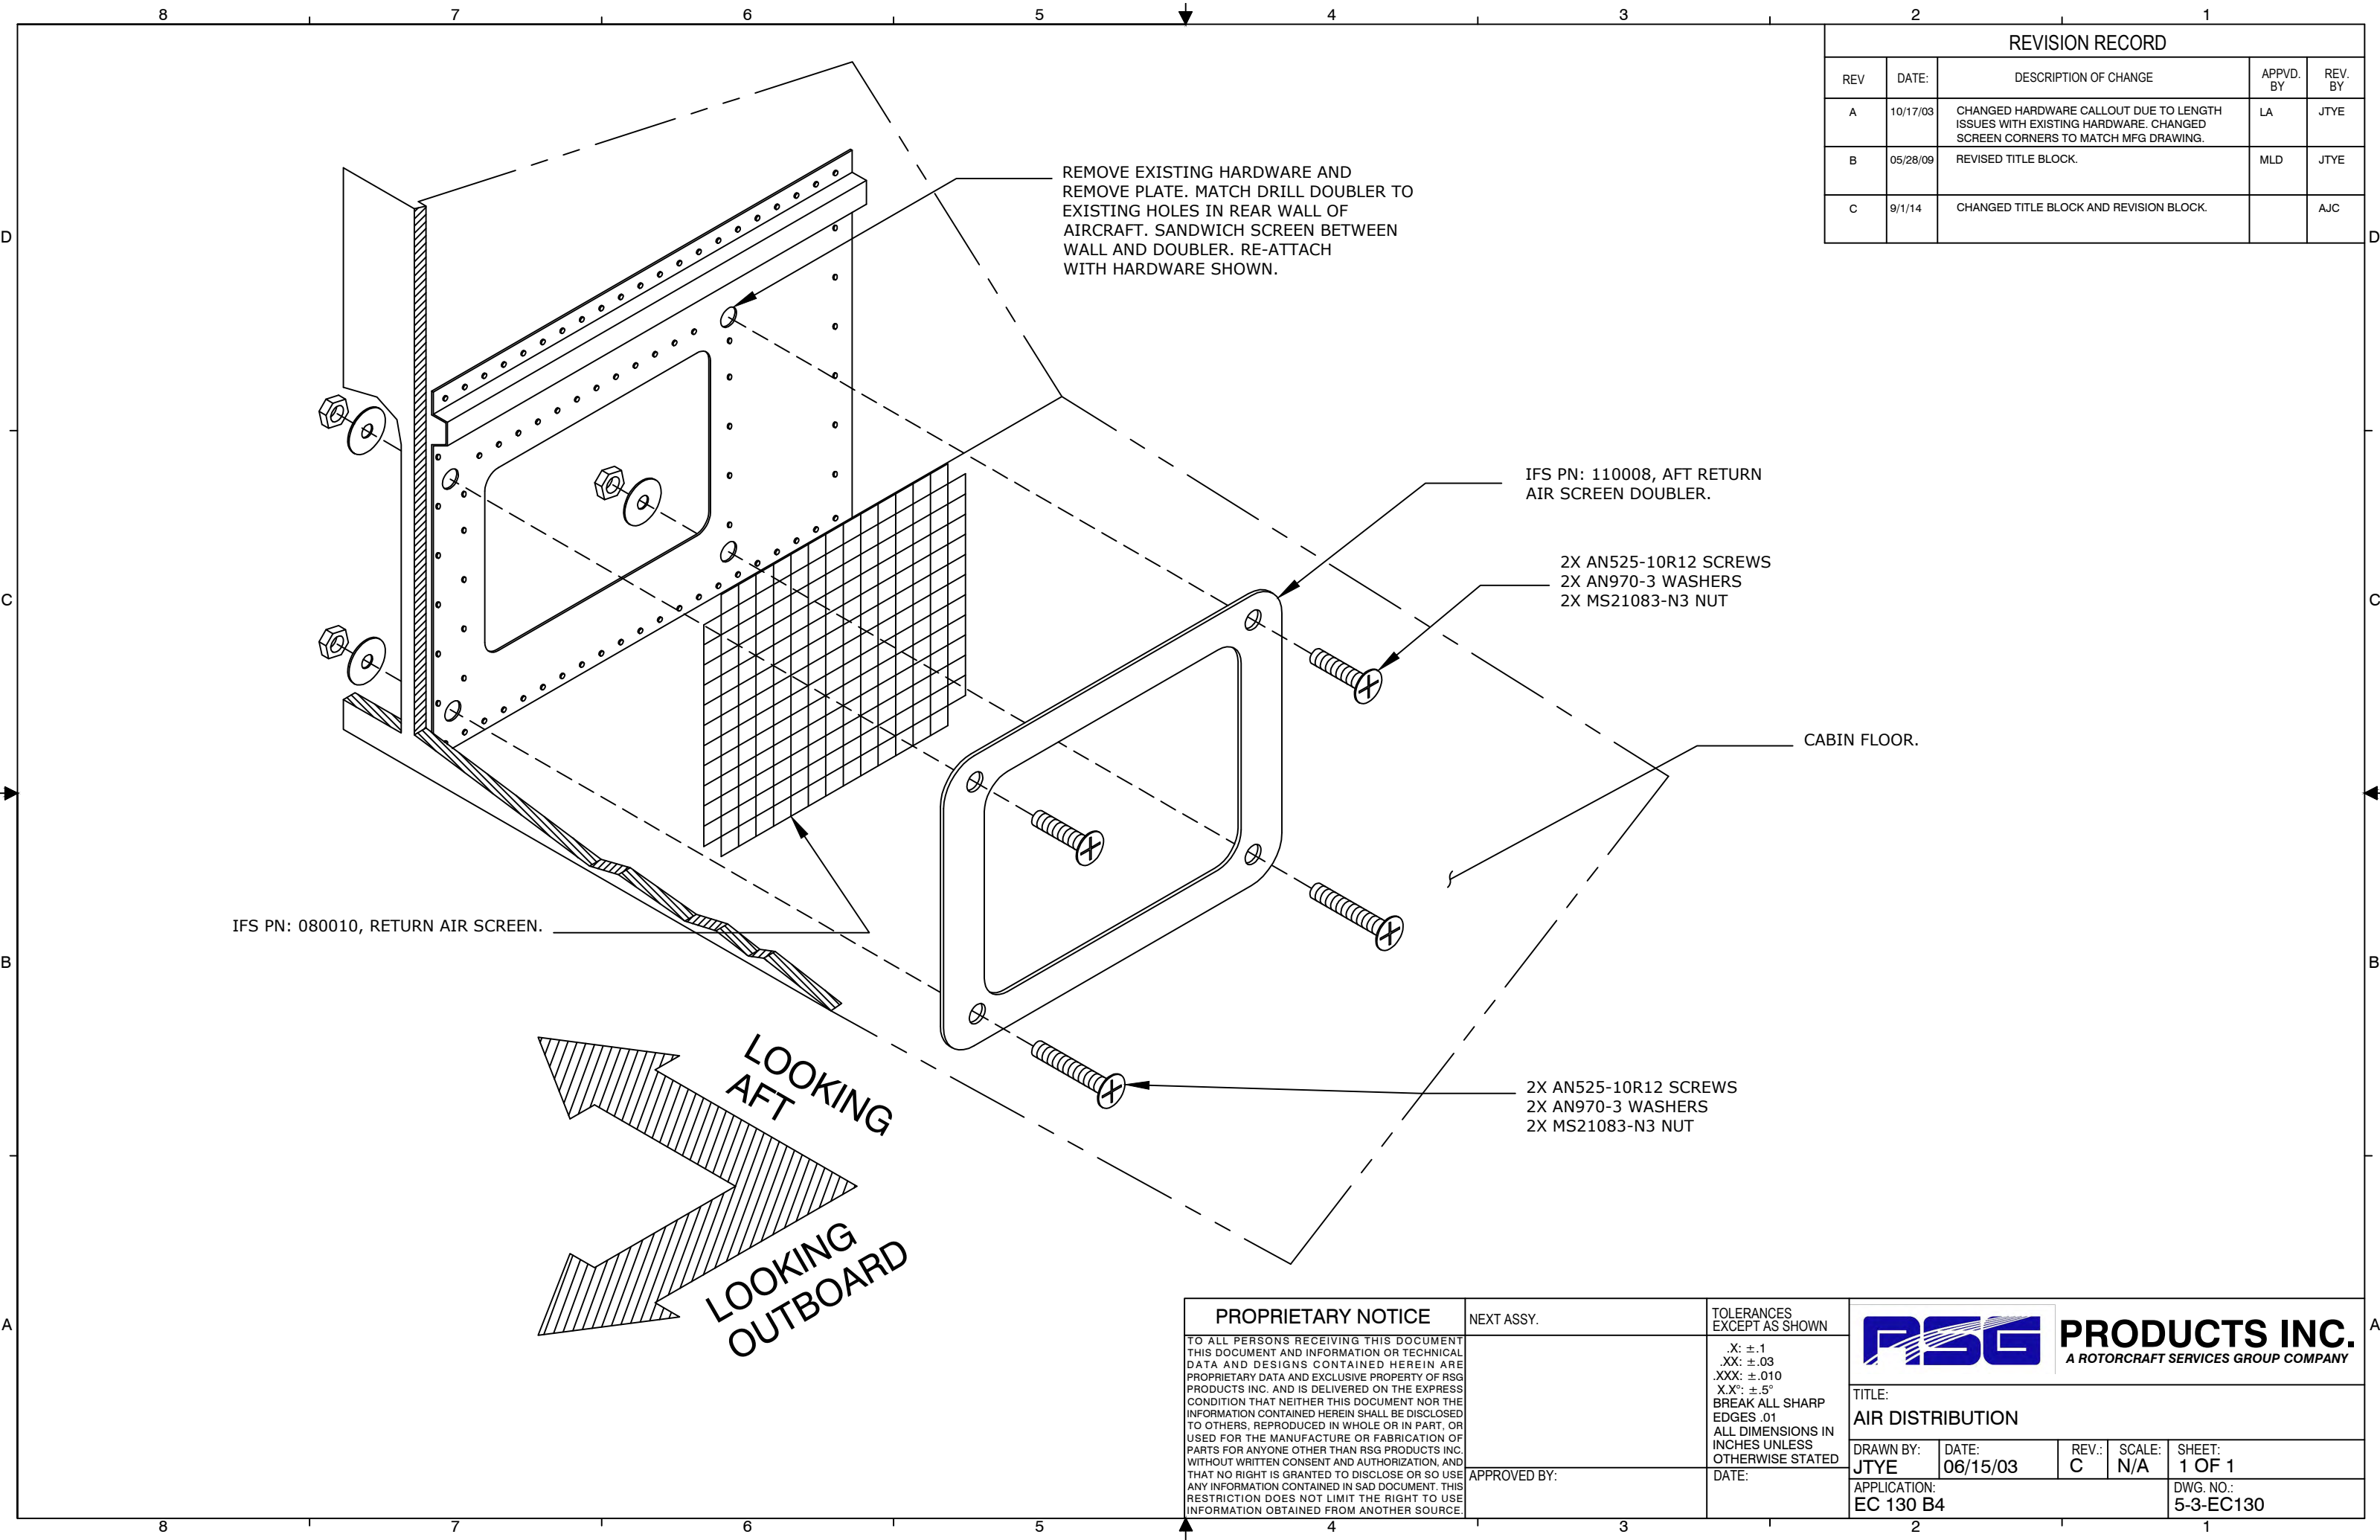 8 7 6 5 4 3 2 1
REVISION RECORD
REV DATE: DESCRIPTION OF CHANGE APPVD. BY REV. BY
A 10/17/03 CHANGED HARDWARE CALLOUT DUE TO LENGTH LA JTYE
ISSUES WITH EXISTING HARDWARE. CHANGED
SCREEN CORNERS TO MATCH MFG DRAWING.
B 05/28/09 REVISED TITLE BLOCK. MLD JTYE
C 9/1/14 CHANGED TITLE BLOCK AND REVISION BLOCK. AJC
D D
REMOVE EXISTING HARDWARE AND
REMOVE PLATE. MATCH DRILL DOUBLER TO
EXISTING HOLES IN REAR WALL OF
AIRCRAFT. SANDWICH SCREEN BETWEEN
WALL AND DOUBLER. RE-ATTACH
WITH HARDWARE SHOWN.
IFS PN: 110008, AFT RETURN
AIR SCREEN DOUBLER.
2X AN525-10R12 SCREWS
2X AN970-3 WASHERS
2X MS21083-N3 NUT
C C
CABIN FLOOR.
IFS PN: 080010, RETURN AIR SCREEN.
B B
LOOKING
AFT
2X AN525-10R12 SCREWS
2X AN970-3 WASHERS
2X MS21083-N3 NUT
LOOKING
OUTBOARD
A A
PROPRIETARY NOTICE
TO ALL PERSONS RECEIVING THIS DOCUMENT
THIS DOCUMENT AND INFORMATION OR TECHNICAL
DATA AND DESIGNS CONTAINED HEREIN ARE
PROPRIETARY DATA AND EXCLUSIVE PROPERTY OF RSG
PRODUCTS INC. AND IS DELIVERED ON THE EXPRESS
CONDITION THAT NEITHER THIS DOCUMENT NOR THE
INFORMATION CONTAINED HEREIN SHALL BE DISCLOSED
TO OTHERS, REPRODUCED IN WHOLE OR IN PART, OR
USED FOR THE MANUFACTURE OR FABRICATION OF
PARTS FOR ANYONE OTHER THAN RSG PRODUCTS INC.
WITHOUT WRITTEN CONSENT AND AUTHORIZATION, AND
THAT NO RIGHT IS GRANTED TO DISCLOSE OR SO USE
ANY INFORMATION CONTAINED IN SAD DOCUMENT. THIS
RESTRICTION DOES NOT LIMIT THE RIGHT TO USE
INFORMATION OBTAINED FROM ANOTHER SOURCE.
NEXT ASSY.
APPROVED BY:
TOLERANCES
EXCEPT AS SHOWN
.X: ±.1
.XX: ±.03
.XXX: ±.010
X.X°: ±.5°
BREAK ALL SHARP
EDGES .01
ALL DIMENSIONS IN
INCHES UNLESS
OTHERWISE STATED
DATE:
RSG PRODUCTS INC.
A ROTORCRAFT SERVICES GROUP COMPANY
TITLE:
AIR DISTRIBUTION
DRAWN BY: DATE: REV.: SCALE: SHEET:
JTYE 06/15/03 C N/A 1 OF 1
APPLICATION: DWG. NO.:
EC 130 B4 5-3-EC130
8 7 6 5 4 3 2 1